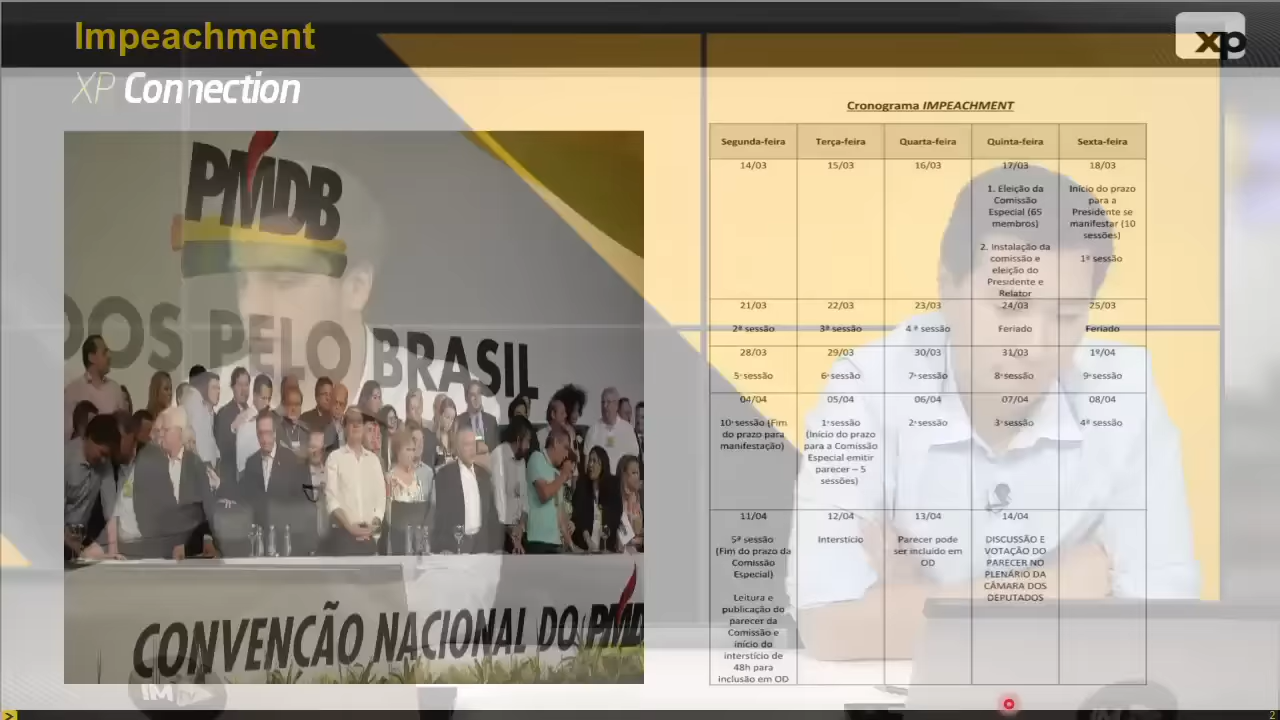 Impeachment
xp
XP Connection
PMDB
DOS PELO BRASIL
CONVENÇÃO NACIONAL DO PMD
IM
Cronograma IMPEACHMENT
Segunda-feira
Terça-feira
Quarta-feira
Quinta-feira
Sexta-feira
14/03
15/03
16/03
17/03
1. Eleição da
Comissão
Especial (65
membros)
2. Instalação da
comissão e
eleição do
Presidente e
Relator
18/03
Início do prazo
para a
Presidente se
manifestar (10
sessões)
1ª sessão
21/03
2ª sessão
22/03
3ª sessão
23/03
4 ª sessão
24/03
Feriado
25/03
Feriado
28/03
5ª sessão
29/03
6ª sessão
30/03
7ª sessão
31/03
8ª sessão
1º/04
9ª sessão
04/04
10ª sessão (Fim
do prazo para
manifestação)
05/04
1ª sessão
(Início do prazo
para a Comissão
Especial emitir
parecer – 5
sessões)
06/04
2ª sessão
07/04
3ª sessão
08/04
4ª sessão
11/04
5ª sessão
(Fim do prazo da
Comissão
Especial)
Leitura e
publicação do
parecer da
Comissão e
início do
interstício de
48h para
inclusão em OD
12/04
Interstício
13/04
Parecer pode
ser incluido em
OD
14/04
DISCUSSÃO E
VOTAÇÃO DO
PARECER NO
PLENÁRIO DA
CÂMARA DOS
DEPUTADOS
2